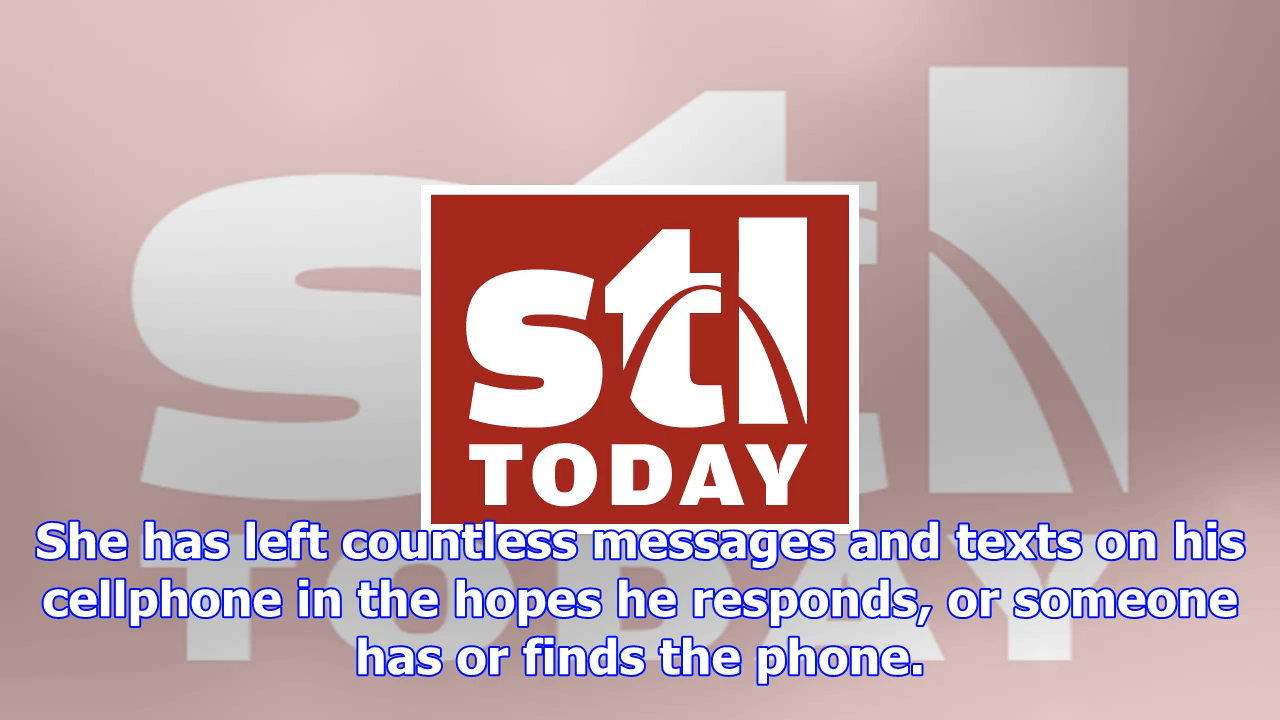 stl
TODAY
She has left countless messages and texts on his
cellphone in the hopes he responds, or someone
has or finds the phone.